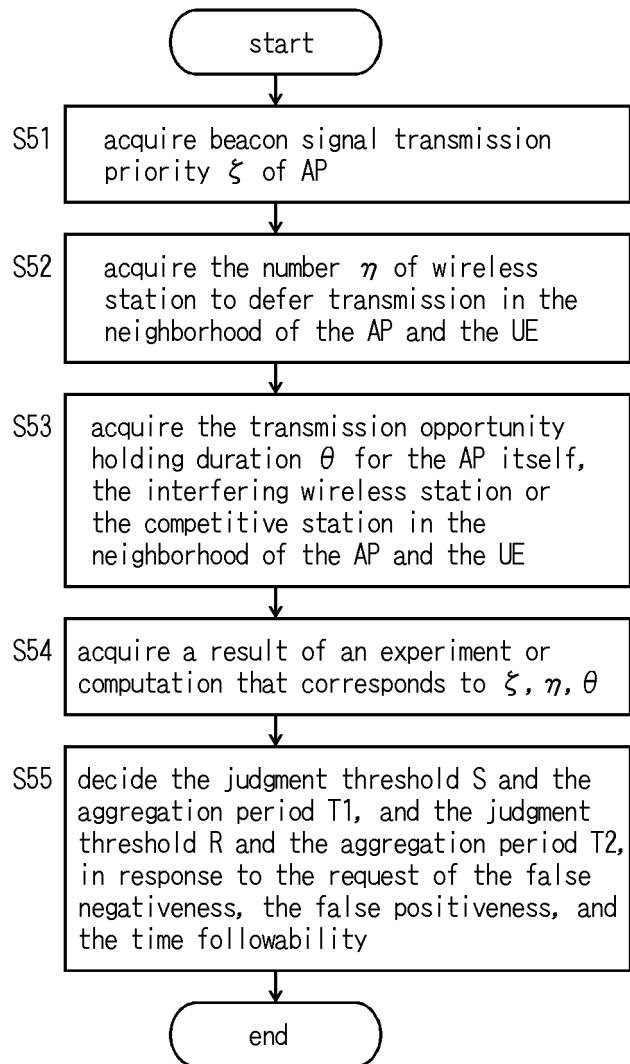 start
S51
acquire beacon signal transmission
priority ζ of AP
S52
acquire the number η of wireless
station to defer transmission in the
neighborhood of the AP and the UE
S53
acquire the transmission opportunity
holding duration θ for the AP itself,
the interfering wireless station or
the competitive station in the
neighborhood of the AP and the UE
S54
acquire a result of an experiment or
computation that corresponds to ζ, η, θ
S55
decide the judgment threshold S and the
aggregation period T1, and the judgment
threshold R and the aggregation period T2,
in response to the request of the false
negativeness, the false positiveness, and
the time followability
end